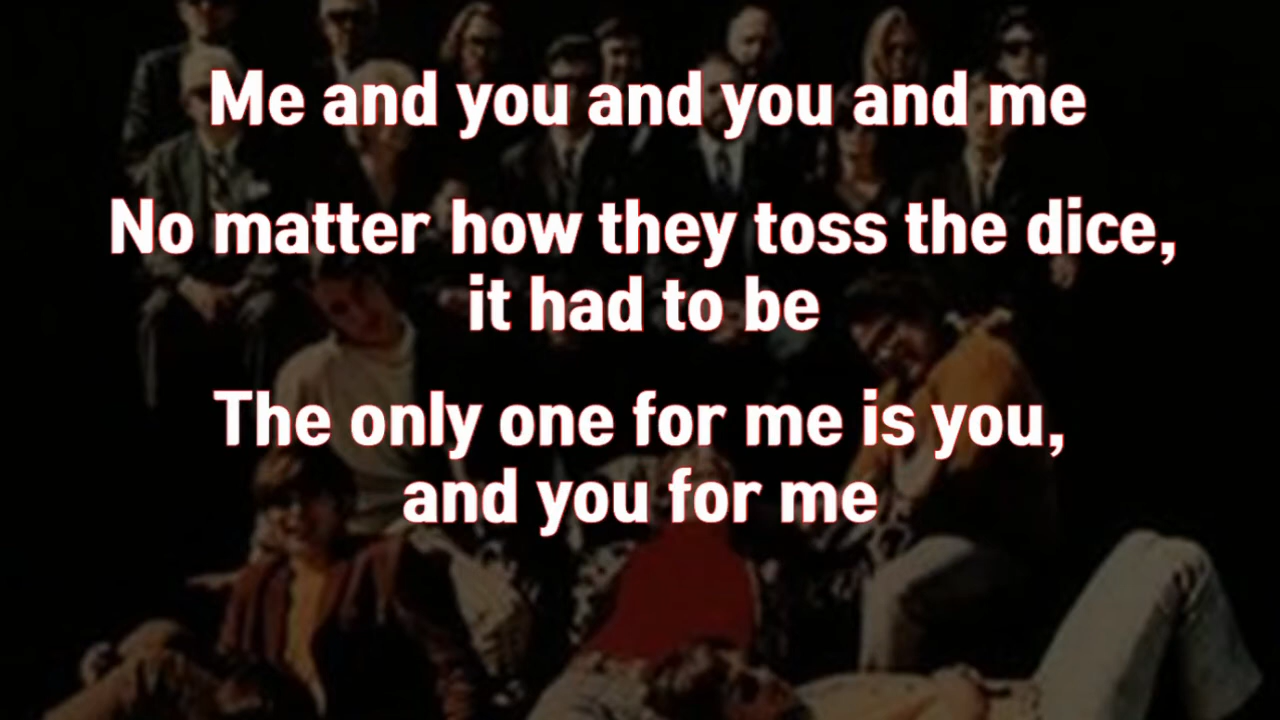 Me and you and you and me
No matter how they toss the dice,
it had to be
The only one for me is you,
and you for me